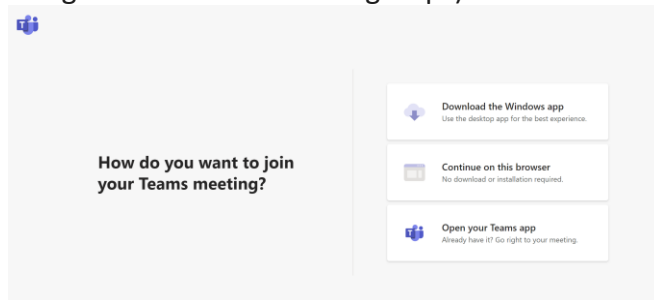 How do you want to join
your Teams meeting?
Download the Windows app
Use the desktop app for the best experience.
Continue on this browser
No download or installation required.
Open your Teams app
Already have it? Go right to your meeting.